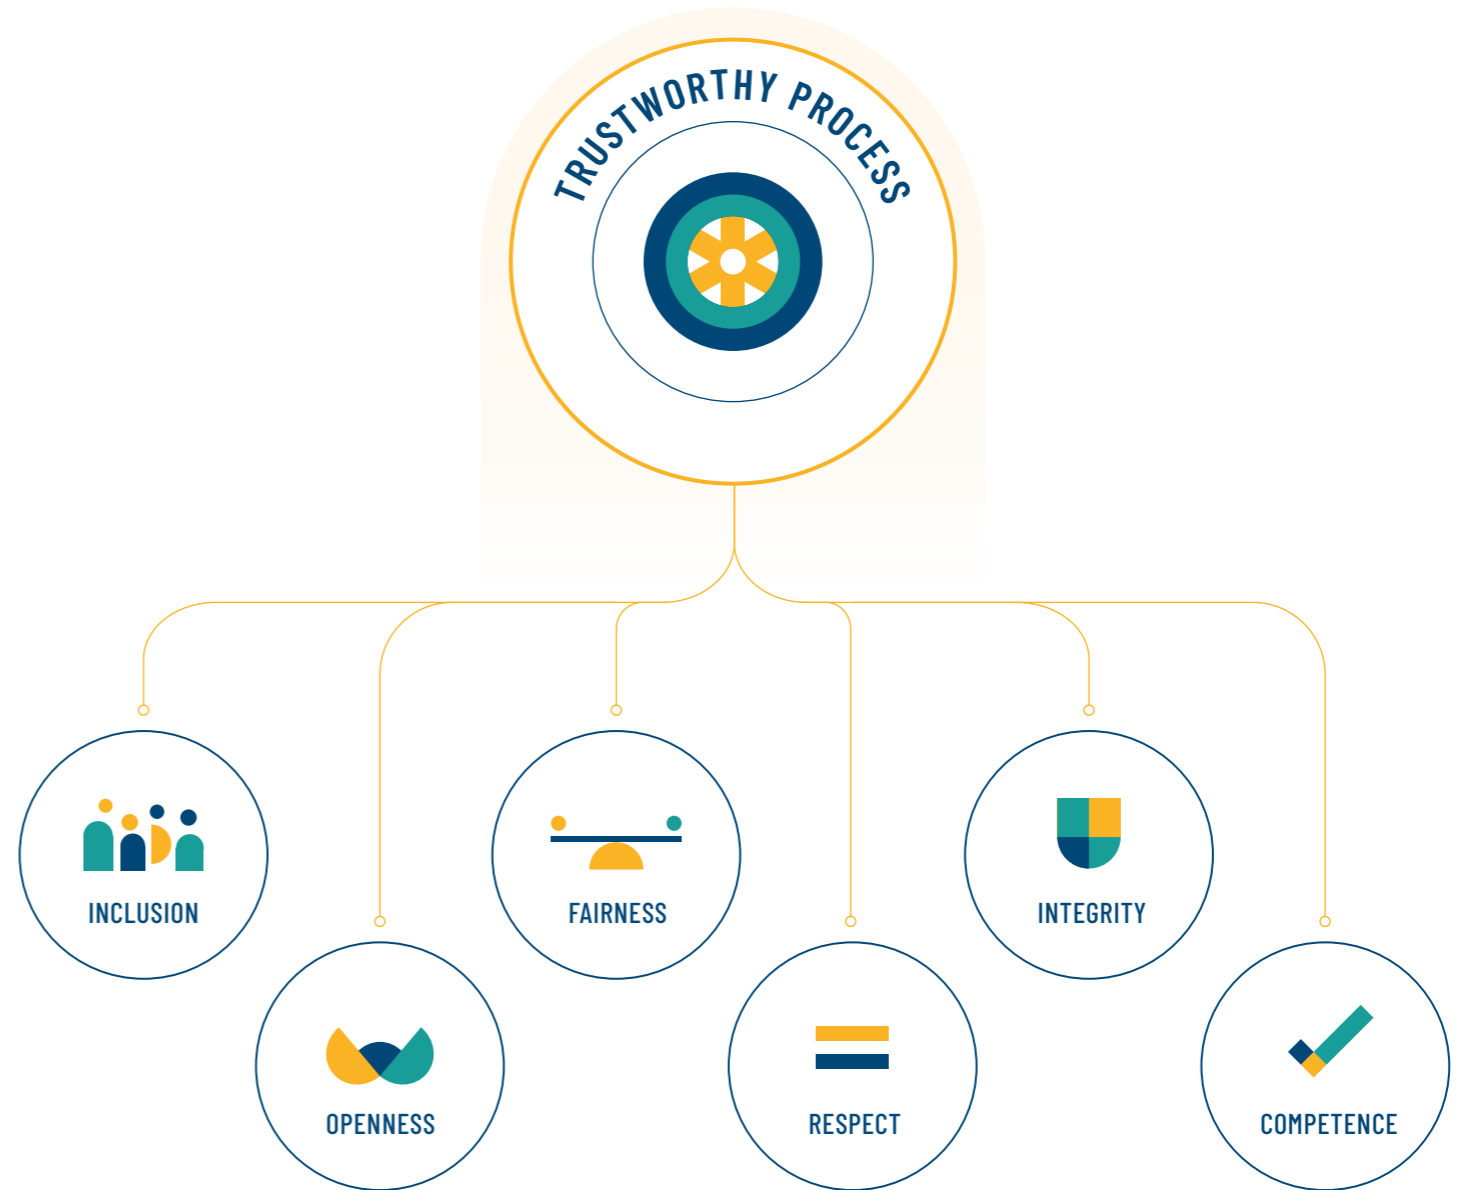 TRUSTWORTHY PROCESS
INCLUSION
FAIRNESS
INTEGRITY
OPENNESS
RESPECT
COMPETENCE